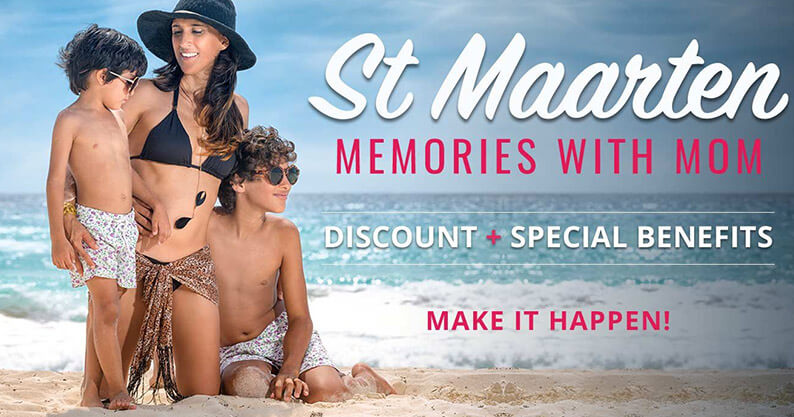 St Maarten
MEMORIES WITH MOM
DISCOUNT + SPECIAL BENEFITS
MAKE IT HAPPEN!